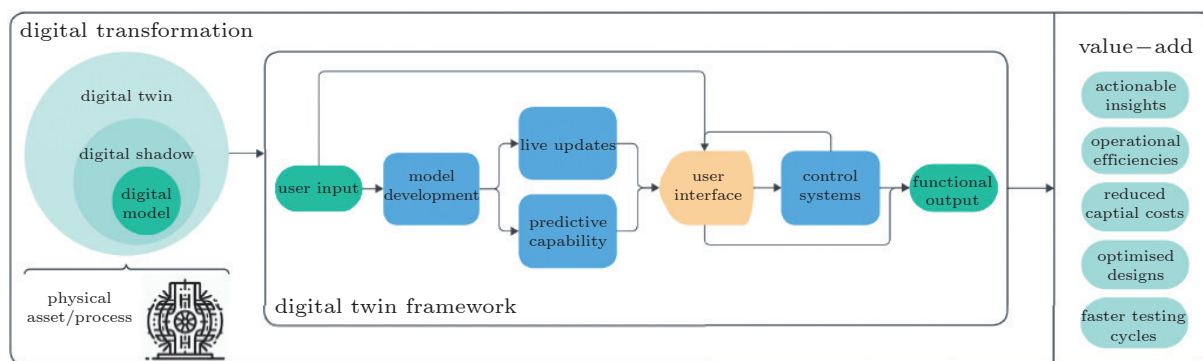 digital transformation
digital twin
digital shadow
digital
model
physical
asset/process
user input
model
development
live updates
predictive
capability
user
interface
control
systems
functional
output
digital twin framework
value−add
actionable
insights
operational
efficiencies
reduced
captial costs
optimised
designs
faster testing
cycles